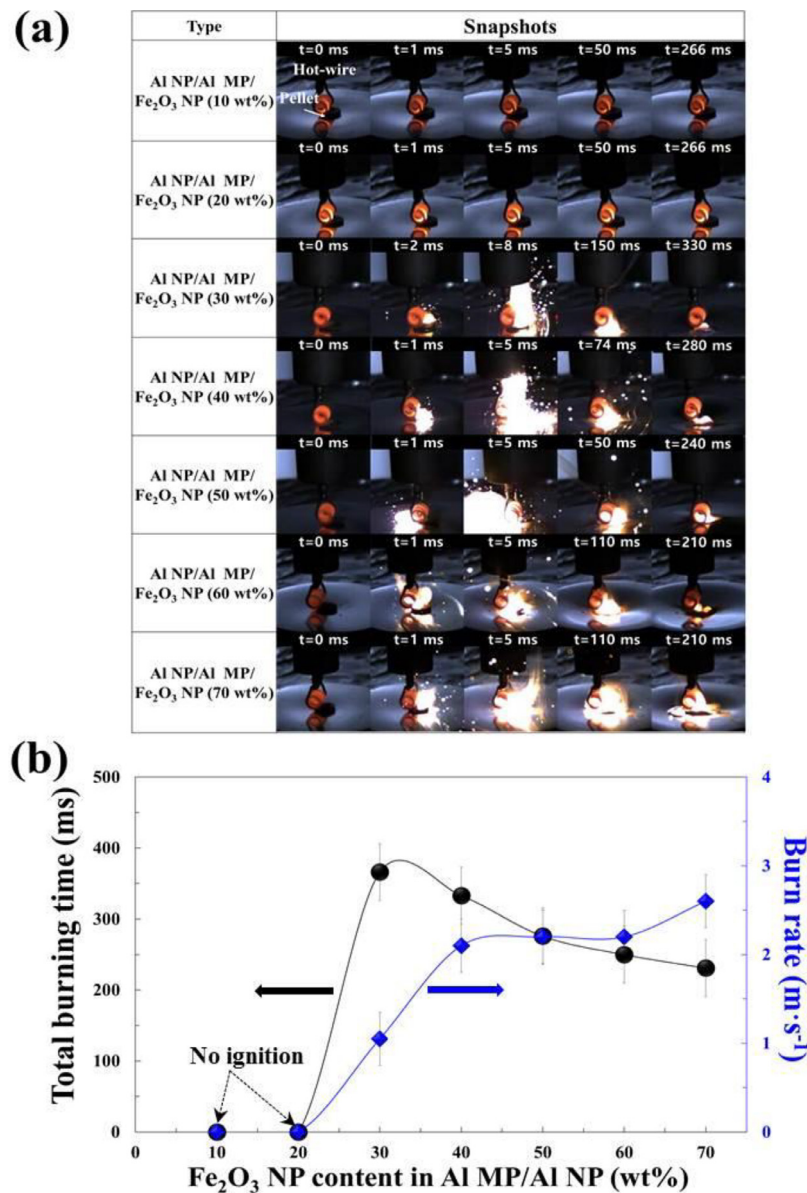 (a)
Type Snapshots
Al NP/Al MP/
Fe₂O₃ NP (10 wt%)
t=0 ms t=1 ms t=5 ms t=50 ms t=266 ms
Hot-wire
Pellet
Al NP/Al MP/
Fe₂O₃ NP (20 wt%)
t=0 ms t=1 ms t=5 ms t=50 ms t=266 ms
Al NP/Al MP/
Fe₂O₃ NP (30 wt%)
t=0 ms t=2 ms t=8 ms t=150 ms t=330 ms
Al NP/Al MP/
Fe₂O₃ NP (40 wt%)
t=0 ms t=1 ms t=5 ms t=74 ms t=280 ms
Al NP/Al MP/
Fe₂O₃ NP (50 wt%)
t=0 ms t=1 ms t=5 ms t=50 ms t=240 ms
Al NP/Al MP/
Fe₂O₃ NP (60 wt%)
t=0 ms t=1 ms t=5 ms t=110 ms t=210 ms
Al NP/Al MP/
Fe₂O₃ NP (70 wt%)
t=0 ms t=1 ms t=5 ms t=110 ms t=210 ms
(b)
Total burning time (ms)
500
400
300
200
100
0
No ignition
4
3
2
1
0
Burn rate (m·s⁻¹)
0 10 20 30 40 50 60 70
Fe₂O₃ NP content in Al MP/Al NP (wt%)